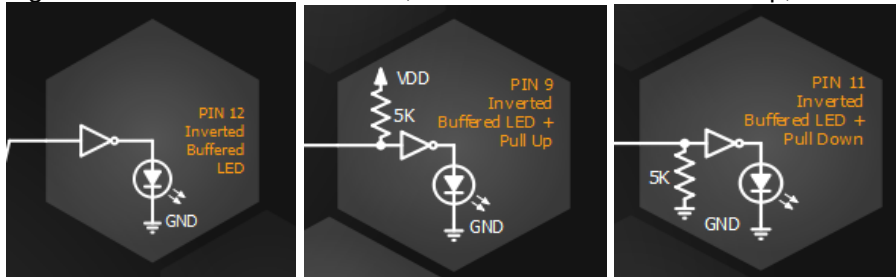 PIN 12
Inverted
Buffered
LED
GND
VDD
5K
PIN 9
Inverted
Buffered LED +
Pull Up
GND
PIN 11
Inverted
Buffered LED +
Pull Down
5K
GND